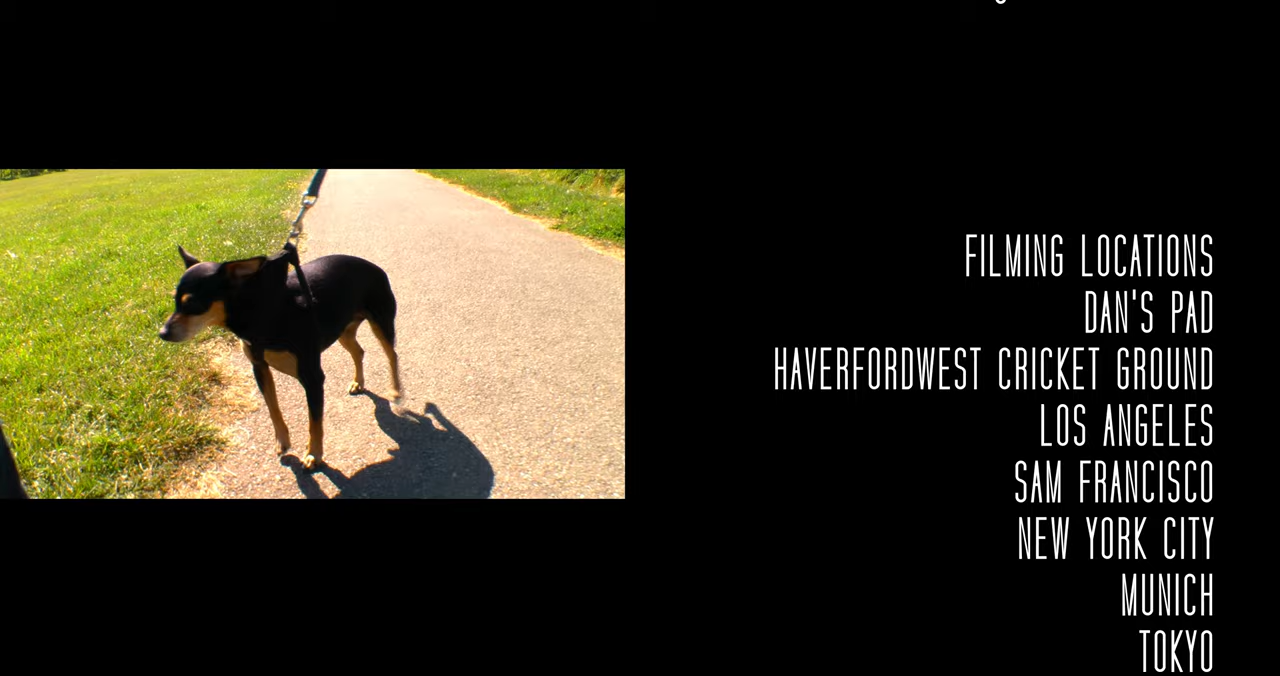 FILMING LOCATIONS
DAN'S PAD
HAVERFORDWEST CRICKET GROUND
LOS ANGELES
SAM FRANCISCO
NEW YORK CITY
MUNICH
TOKYO